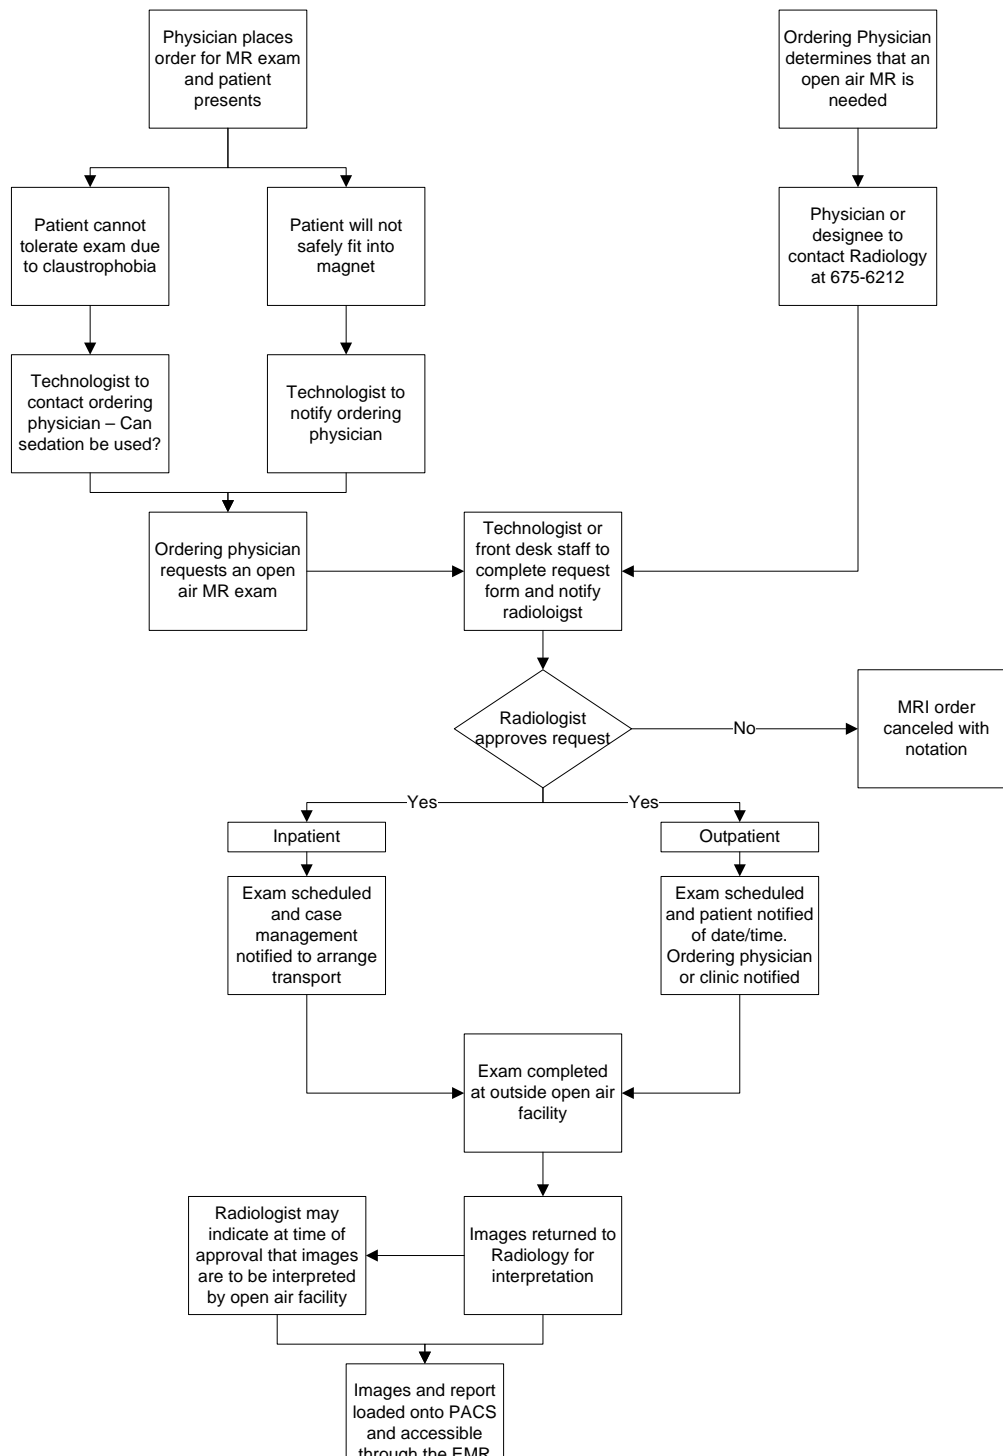 Physician places
order for MR exam
and patient
presents
Ordering Physician
determines that an
open air MR is
needed
Patient cannot
tolerate exam due
to claustrophobia
Patient will not
safely fit into
magnet
Physician or
designee to
contact Radiology
at 675-6212
Technologist to
contact ordering
physician – Can
sedation be used?
Technologist to
notify ordering
physician
Ordering physician
requests an open
air MR exam
Technologist or
front desk staff to
complete request
form and notify
radioloigst
Radiologist
approves request
No
MRI order
canceled with
notation
Yes
Yes
Inpatient
Outpatient
Exam scheduled
and case
management
notified to arrange
transport
Exam scheduled
and patient notified
of date/time.
Ordering physician
or clinic notified
Exam completed
at outside open air
facility
Radiologist may
indicate at time of
approval that images
are to be interpreted
by open air facility
Images returned to
Radiology for
interpretation
Images and report
loaded onto PACS
and accessible
through the EMR